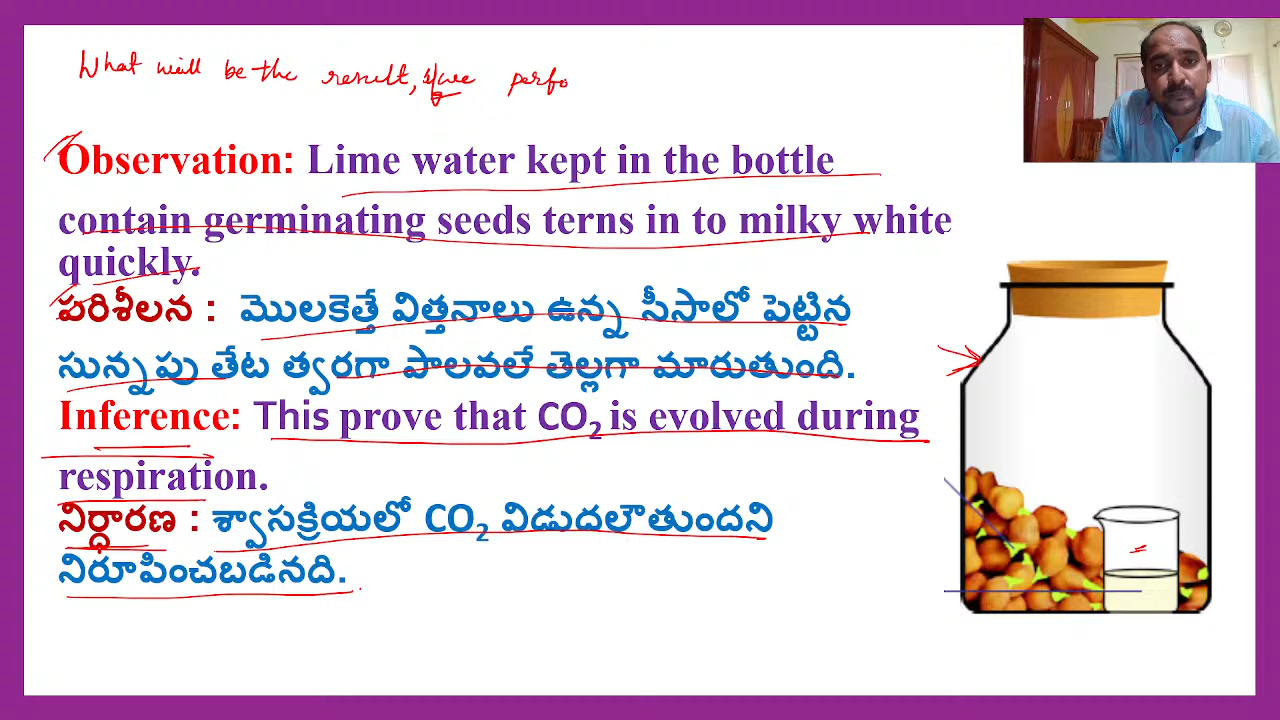 What will be the result, if we perfo
Observation: Lime water kept in the bottle
contain germinating seeds terns in to milky white
quickly.
పరిశీలన : మొలకెత్తే విత్తనాలు ఉన్న సీసాలో పెట్టిన
సున్నపు తేట త్వరగా పాలవలే తెల్లగా మారుతుంది.
Inference: This prove that CO₂ is evolved during
respiration.
నిర్ధారణ : శ్వాసక్రియలో CO₂ విడుదలౌతుందని
నిరూపించబడినది.